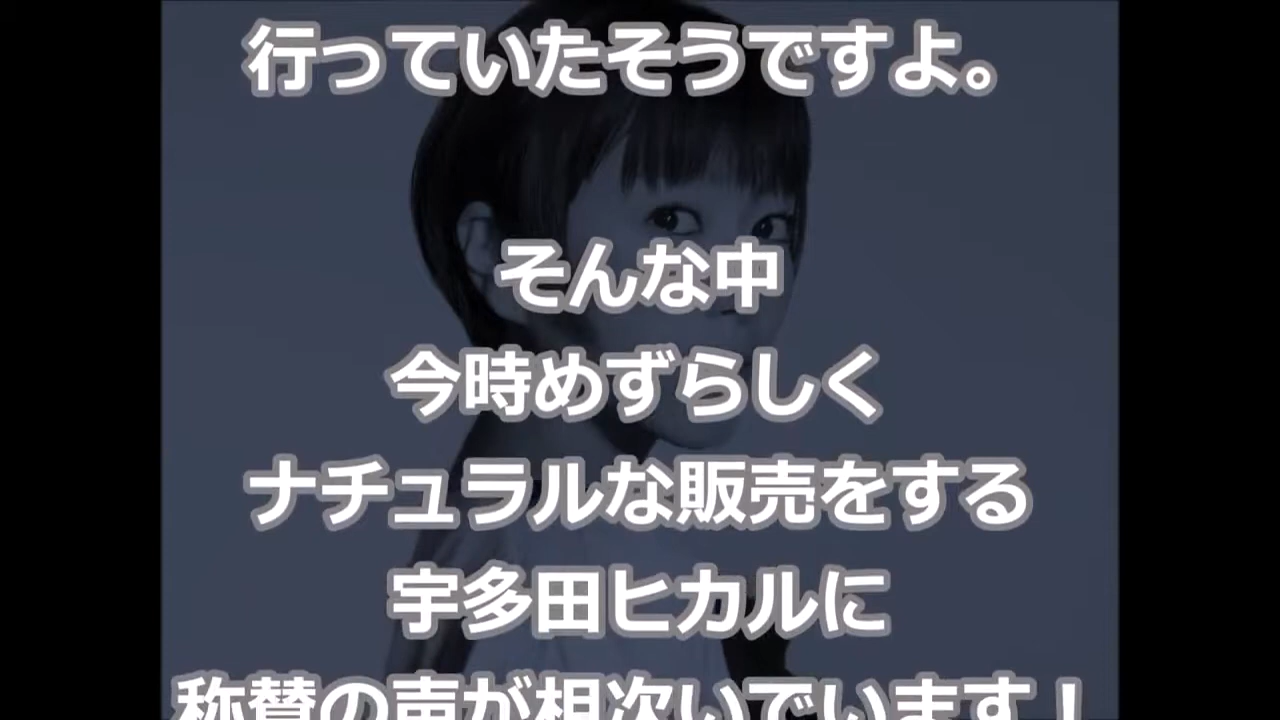 行っていたそうですよ。
そんな中
今時めずらしく
ナチュラルな販売をする
宇多田ヒカルに
称賛の声が相次いでいます！